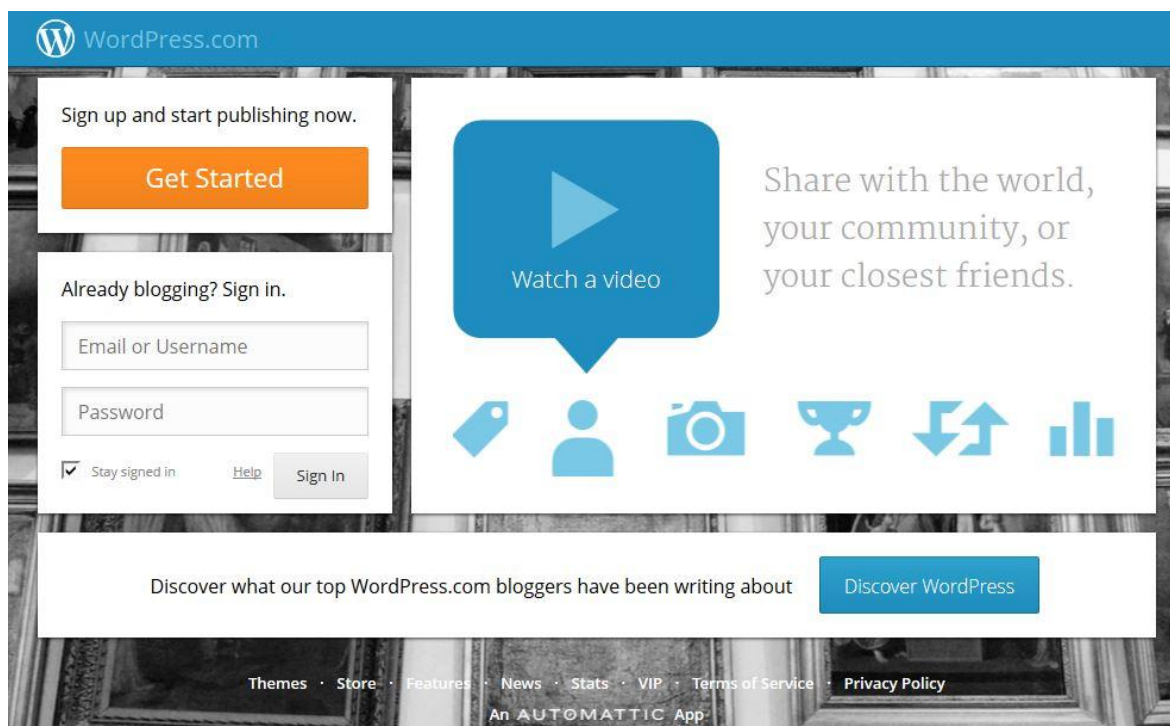 WordPress.com
Sign up and start publishing now.
Get Started
Already blogging? Sign in.
Email or Username
Password
Stay signed in Help Sign In
Watch a video
Share with the world,
your community, or
your closest friends.
Discover what our top WordPress.com bloggers have been writing about Discover WordPress
Themes · Store · Features · News · Stats · VIP · Terms of Service · Privacy Policy
An AUTOMATTIC App